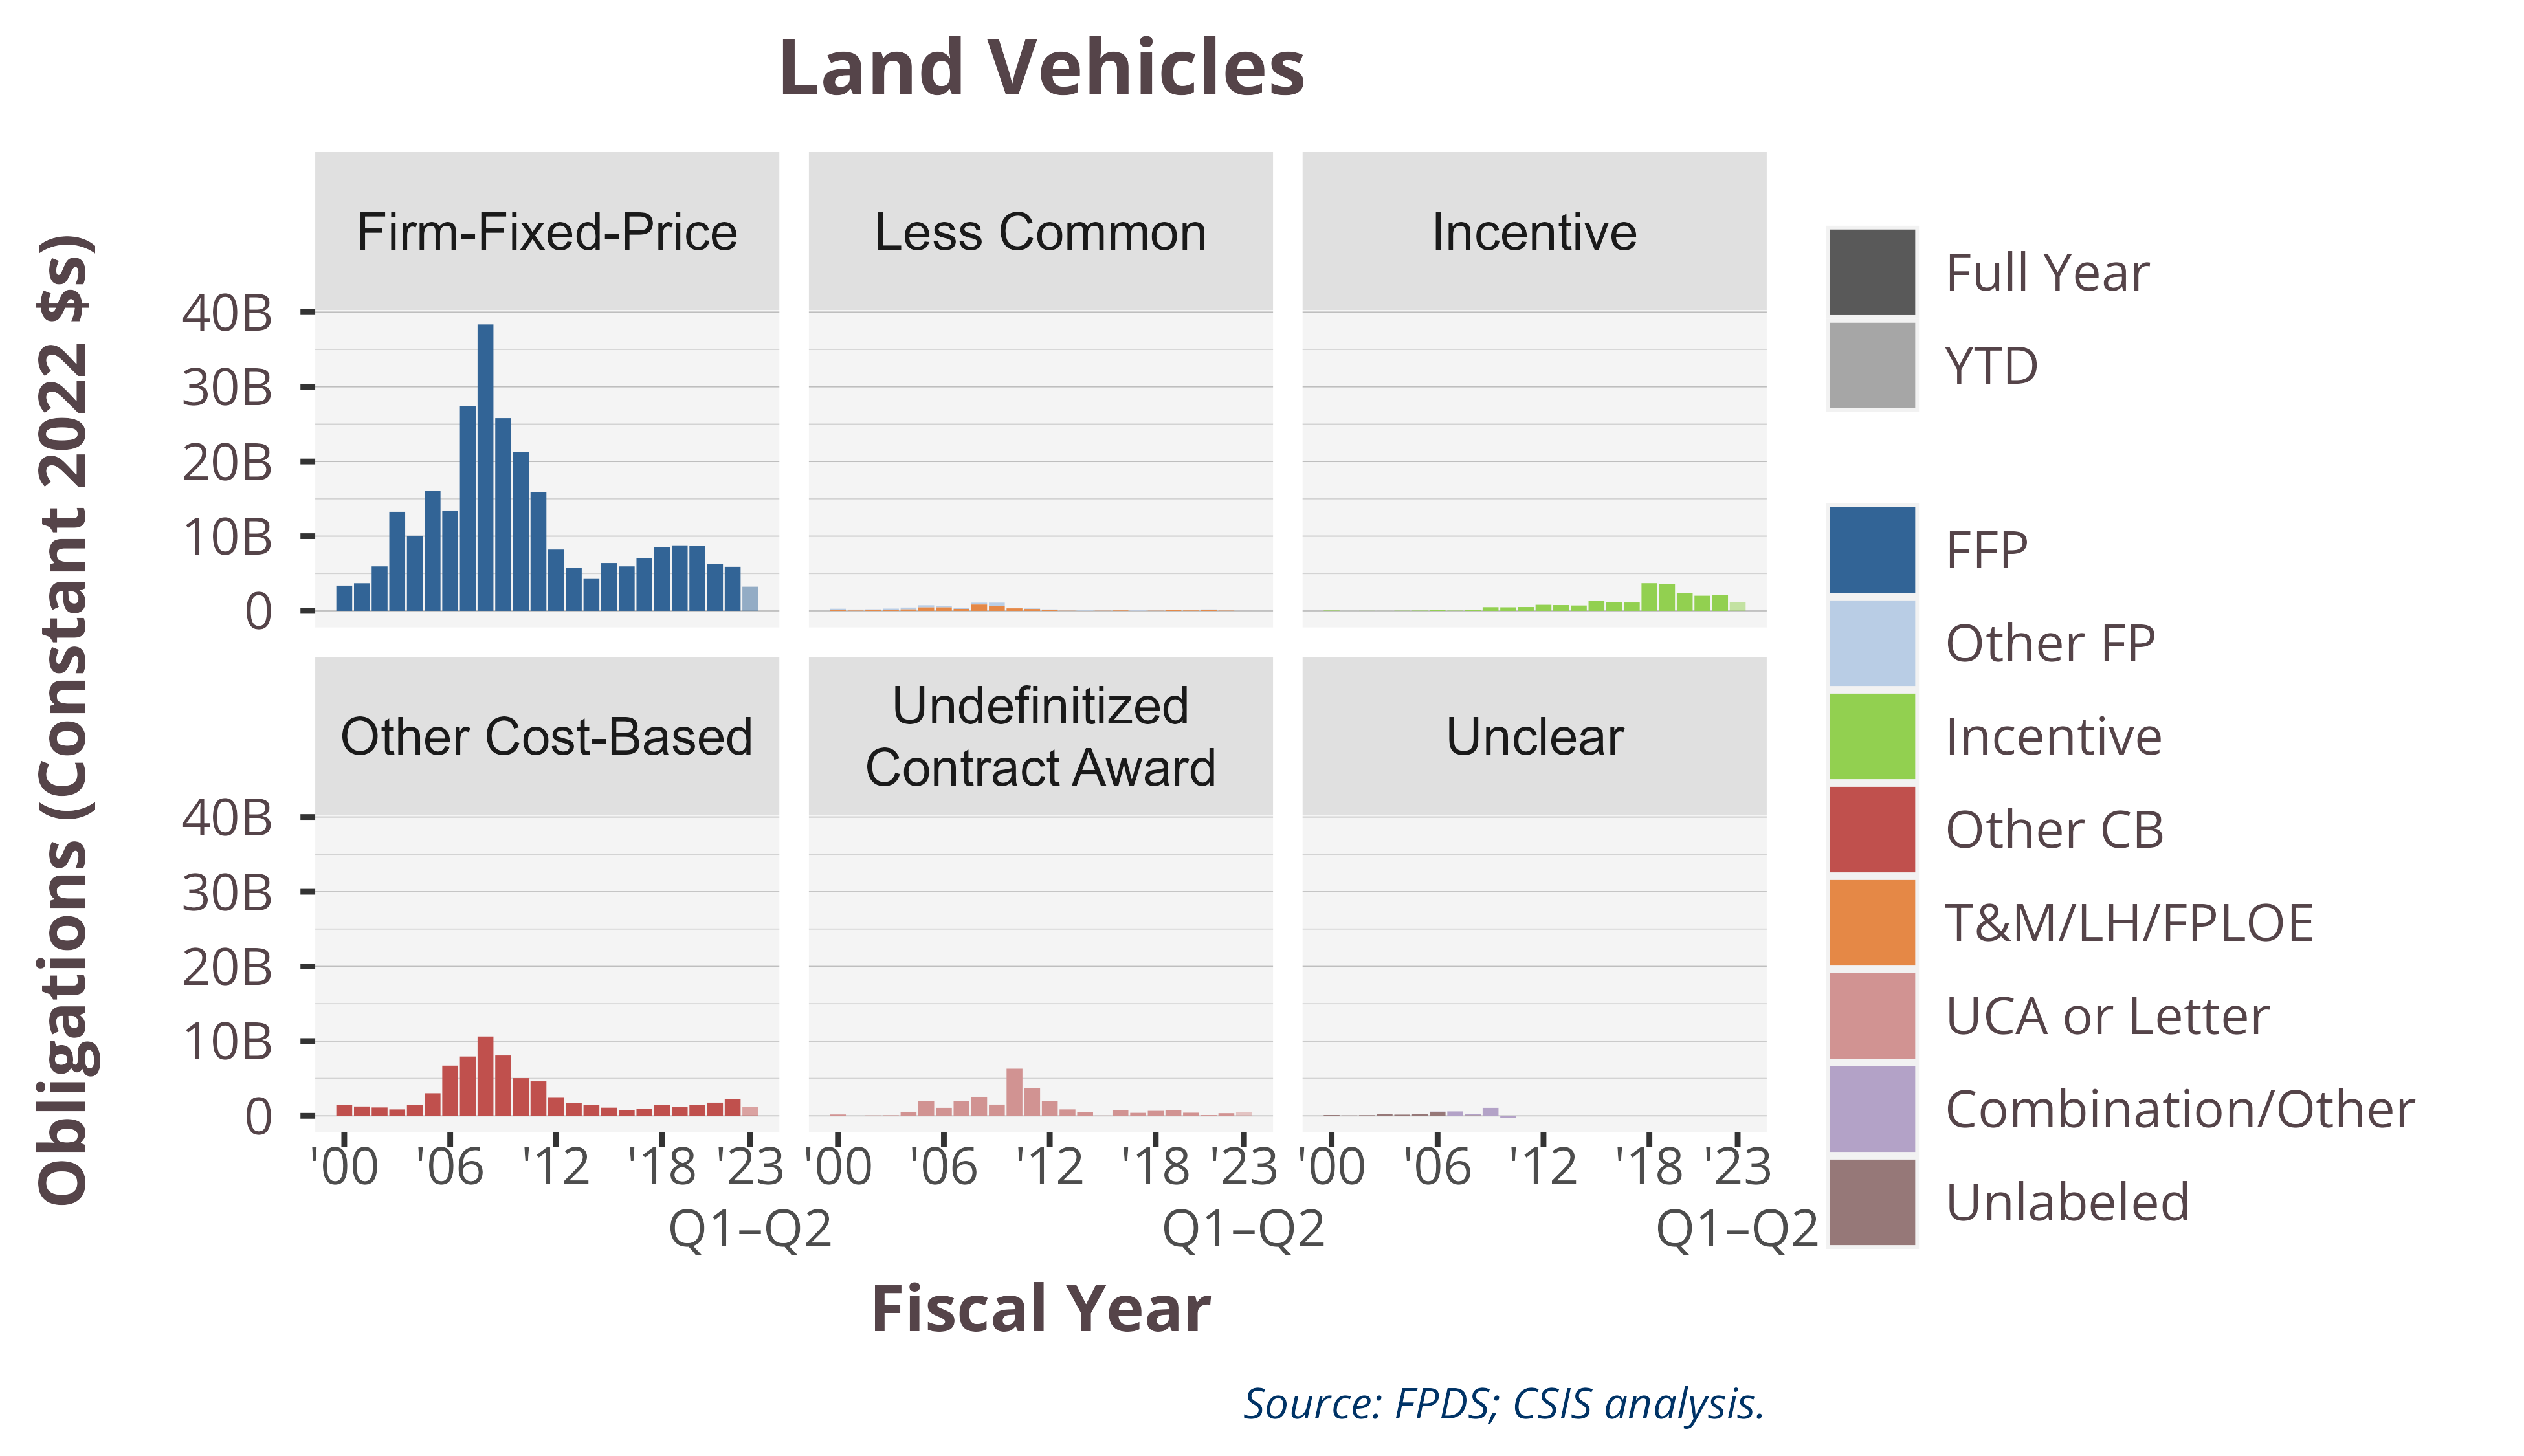 Land Vehicles
Obligations (Constant 2022 $s)
Firm-Fixed-Price
Less Common
Incentive
40B
30B
20B
10B
0
Other Cost-Based
Undefinitized
Contract Award
Unclear
40B
30B
20B
10B
0
'00 '06 '12 '18 '23
Q1–Q2
'00 '06 '12 '18 '23
Q1–Q2
'00 '06 '12 '18 '23
Q1–Q2
Fiscal Year
Full Year
YTD
FFP
Other FP
Incentive
Other CB
T&M/LH/FPLOE
UCA or Letter
Combination/Other
Unlabeled
Source: FPDS; CSIS analysis.